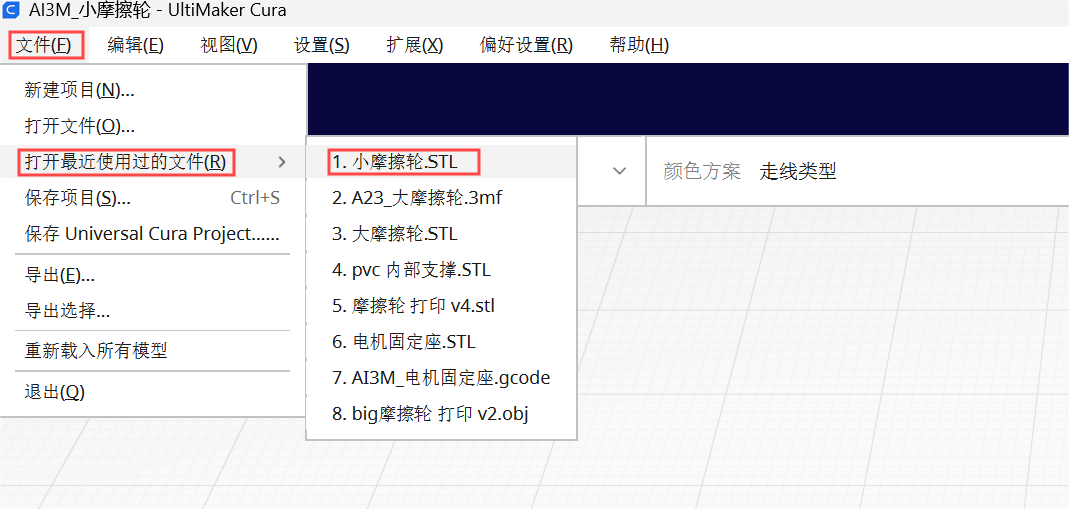 AI3M_小摩擦轮 - UltiMaker Cura
文件(F) 编辑(E) 视图(V) 设置(S) 扩展(X) 偏好设置(R) 帮助(H)
新建项目(N)...
打开文件(O)...
打开最近使用过的文件(R)
保存项目(S)... Ctrl+S
保存 Universal Cura Project......
导出(E)...
导出选择...
重新载入所有模型
退出(Q)
1. 小摩擦轮.STL
2. A23_大摩擦轮.3mf
3. 大摩擦轮.STL
4. pvc 内部支撑.STL
5. 摩擦轮 打印 v4.stl
6. 电机固定座.STL
7. AI3M_电机固定座.gcode
8. big摩擦轮 打印 v2.obj
颜色方案 走线类型